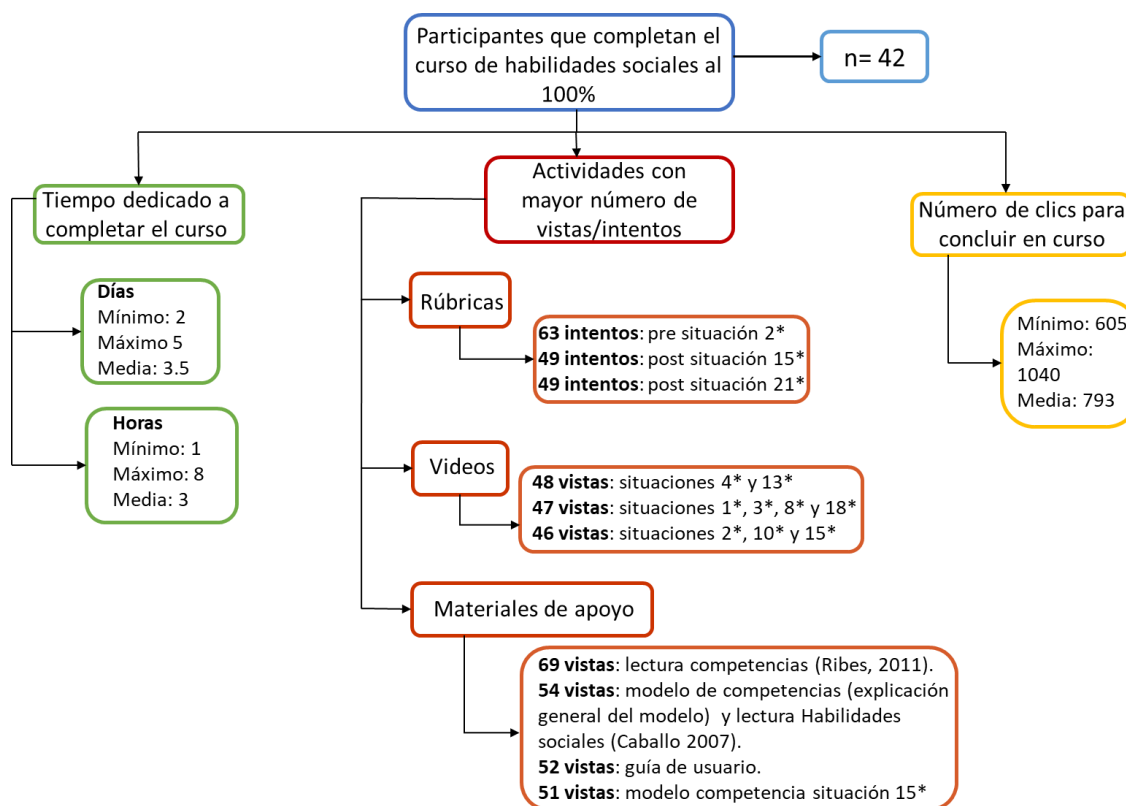 Participantes que completan el
curso de habilidades sociales al
100%
n= 42
Tiempo dedicado a
completar el curso
Días
Mínimo: 2
Máximo 5
Media: 3.5
Horas
Mínimo: 1
Máximo: 8
Media: 3
Actividades con
mayor número de
vistas/intentos
Rúbricas
63 intentos: pre situación 2*
49 intentos: post situación 15*
49 intentos: post situación 21*
Videos
48 vistas: situaciones 4* y 13*
47 vistas: situaciones 1*, 3*, 8* y 18*
46 vistas: situaciones 2*, 10* y 15*
Materiales de apoyo
69 vistas: lectura competencias (Ribes, 2011).
54 vistas: modelo de competencias (explicación
general del modelo) y lectura Habilidades
sociales (Caballo 2007).
52 vistas: guía de usuario.
51 vistas: modelo competencia situación 15*
Número de clics para
concluir en curso
Mínimo: 605
Máximo:
1040
Media: 793